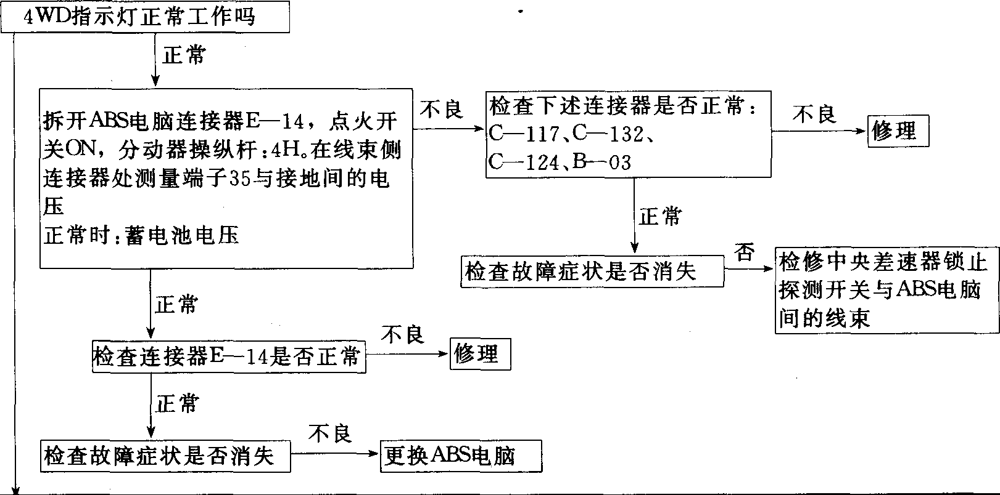 4WD指示灯正常工作吗
正常
拆开ABS电脑连接器E—14，点火开
关ON，分动器操纵杆：4H。在线束侧
连接器处测量端子35与接地间的电
压
正常时：蓄电池电压
不良
检查下述连接器是否正常：
C—117、C—132、
C—124、B—03
不良
修理
正常
检查故障症状是否消失
否
检修中央差速器锁止
探测开关与ABS电脑
间的线束
正常
检查连接器E—14是否正常
不良
修理
正常
检查故障症状是否消失
不良
更换ABS电脑